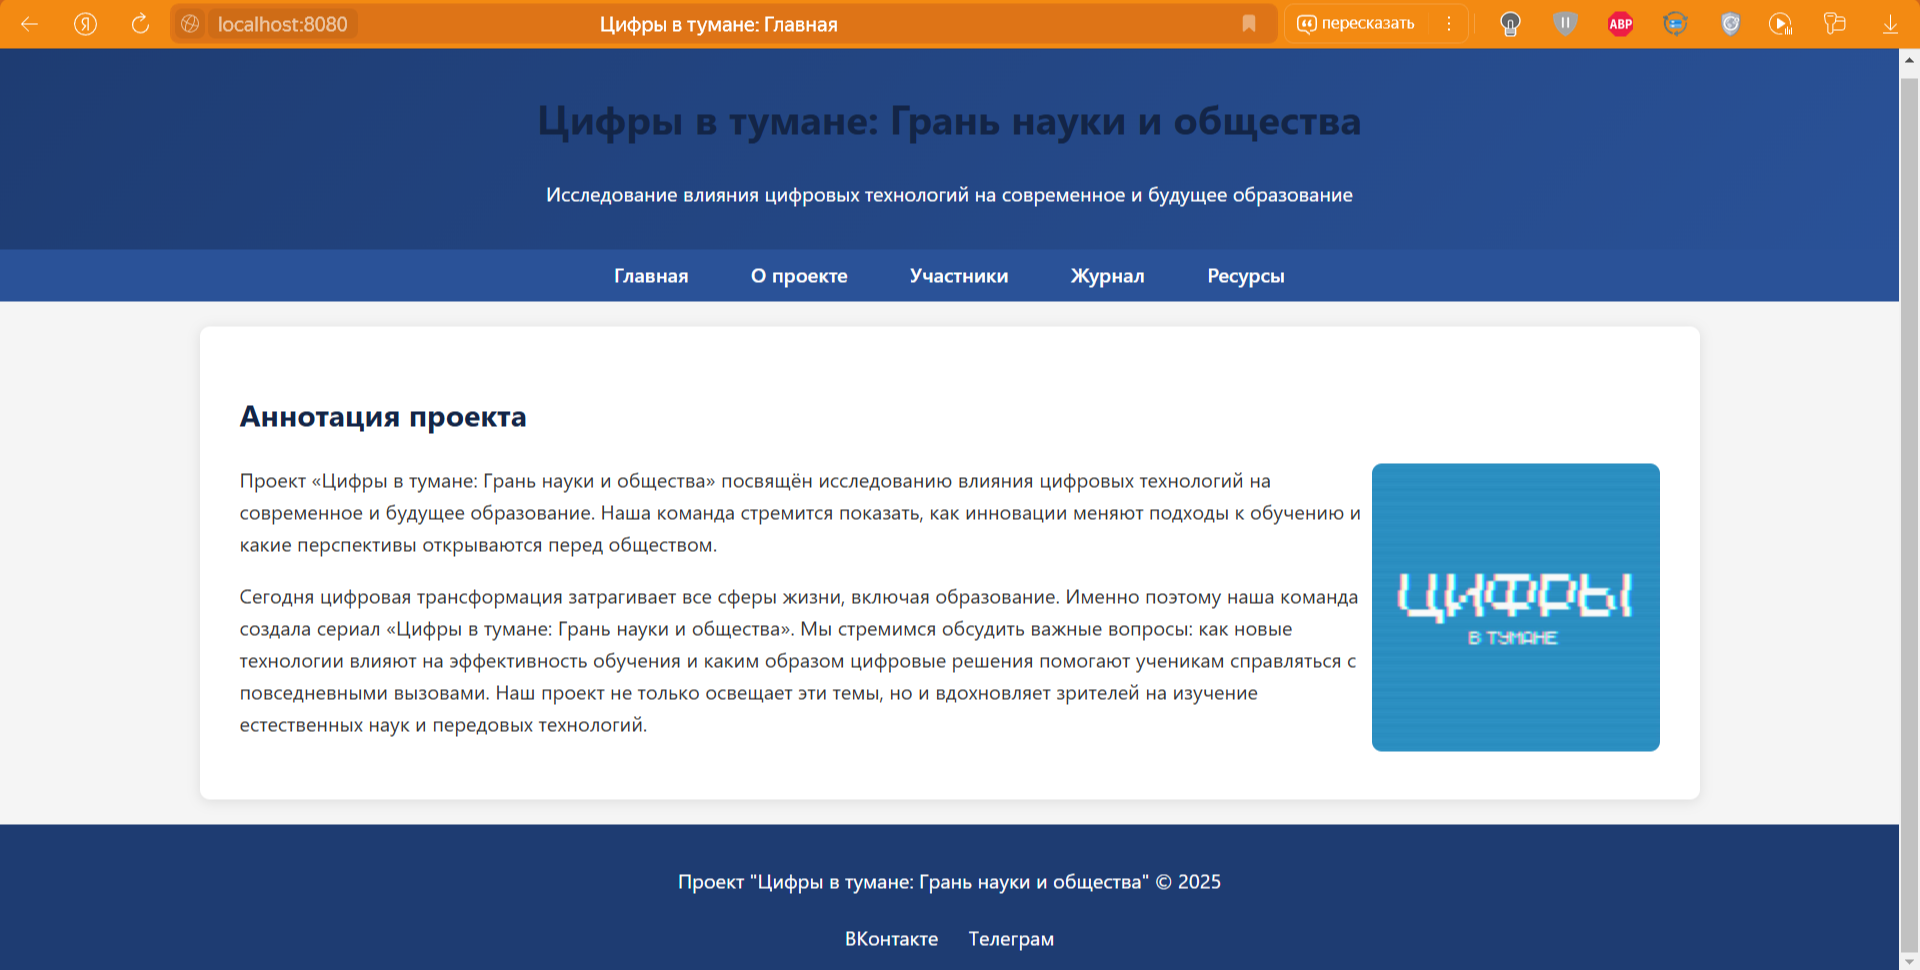 Я
localhost:8080
Цифры в тумане: Главная
пересказать
ABP
Цифры в тумане: Грань науки и общества
Исследование влияния цифровых технологий на современное и будущее образование
Главная О проекте Участники Журнал Ресурсы
Аннотация проекта
Проект «Цифры в тумане: Грань науки и общества» посвящён исследованию влияния цифровых технологий на
современное и будущее образование. Наша команда стремится показать, как инновации меняют подходы к обучению и
какие перспективы открываются перед обществом.
Сегодня цифровая трансформация затрагивает все сферы жизни, включая образование. Именно поэтому наша команда
создала сериал «Цифры в тумане: Грань науки и общества». Мы стремимся обсудить важные вопросы: как новые
технологии влияют на эффективность обучения и каким образом цифровые решения помогают ученикам справляться с
повседневными вызовами. Наш проект не только освещает эти темы, но и вдохновляет зрителей на изучение
естественных наук и передовых технологий.
ЦИФРЫ
В ТУМАНЕ
Проект "Цифры в тумане: Грань науки и общества" © 2025
ВКонтакте Телеграм